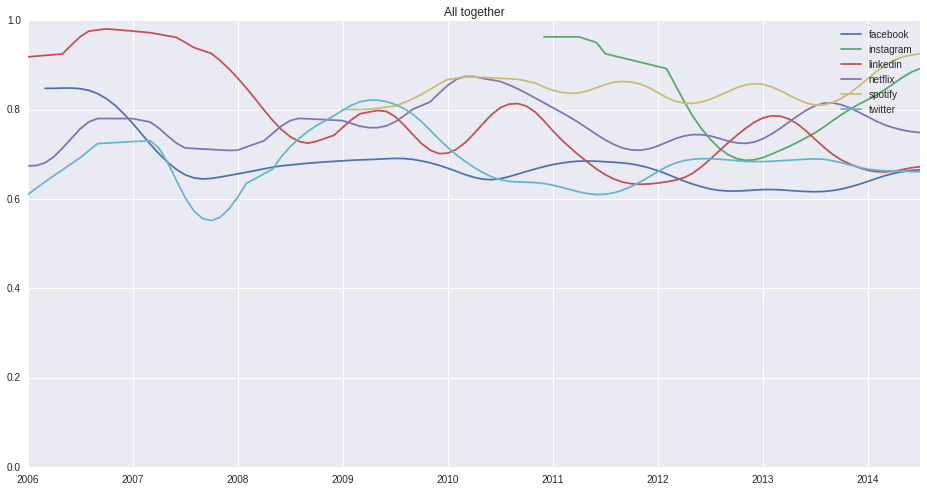 All together
1.0
0.8
0.6
0.4
0.2
0.0
facebook
instagram
linkedin
netflix
spotify
twitter
2006 2007 2008 2009 2010 2011 2012 2013 2014